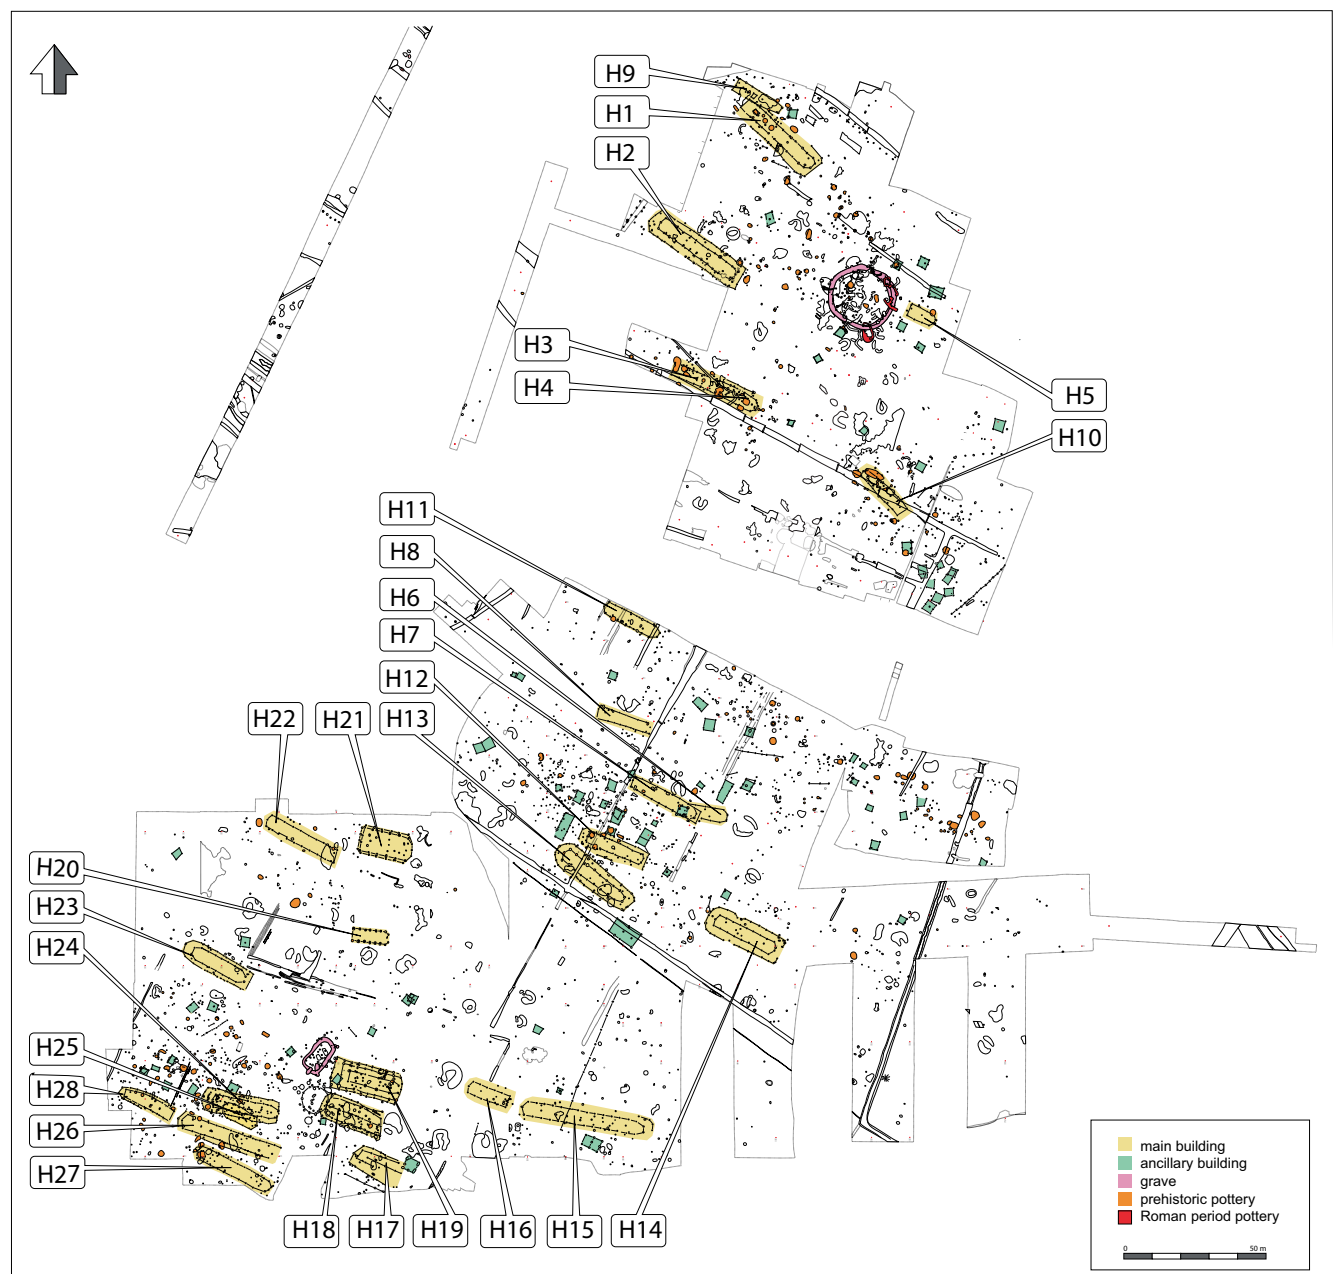 H9
H1
H2
H3
H4
H5
H10
H11
H8
H6
H7
H12
H13
H22
H21
H20
H23
H24
H25
H28
H26
H27
H18
H17
H19
H16
H15
H14
main building
ancillary building
grave
prehistoric pottery
Roman period pottery
0 50 m